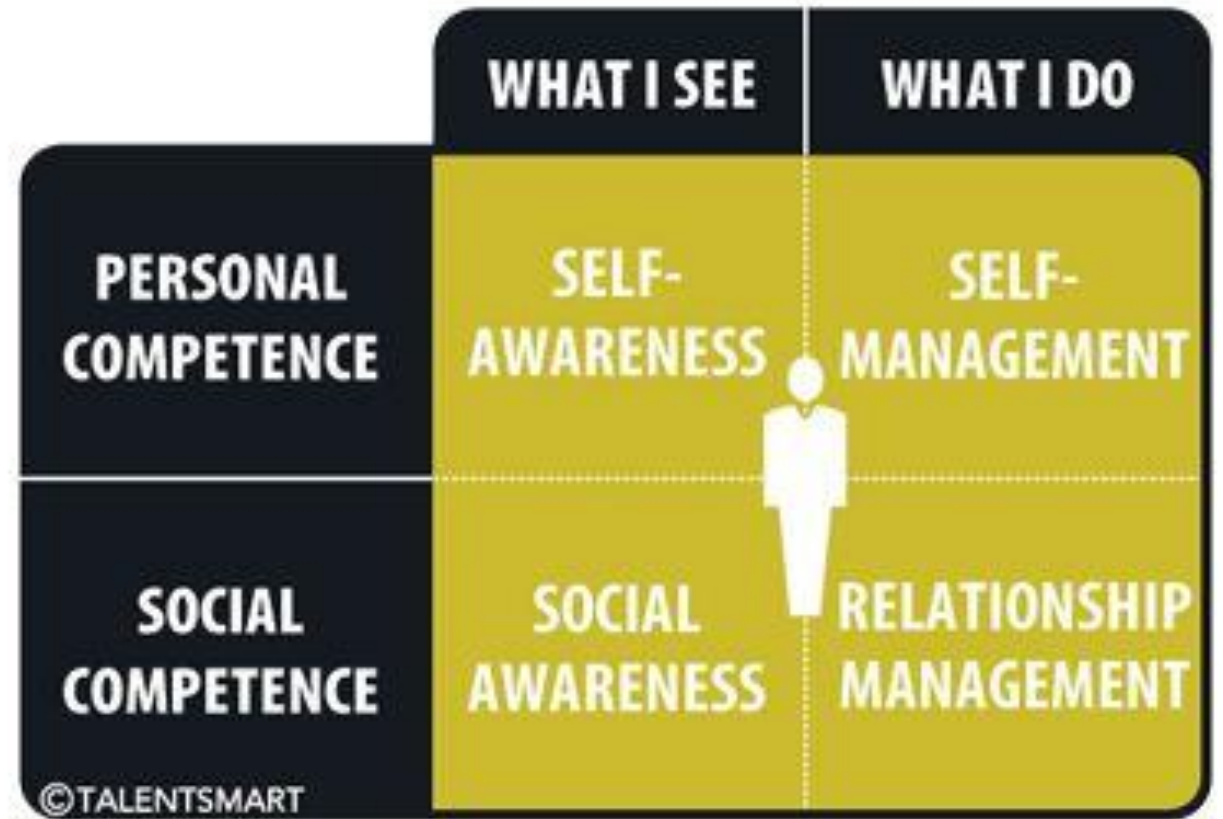 WHAT I SEE
WHAT I DO
PERSONAL
COMPETENCE
SELF-
AWARENESS
SELF-
MANAGEMENT
SOCIAL
COMPETENCE
SOCIAL
AWARENESS
RELATIONSHIP
MANAGEMENT
©TALENTSMART